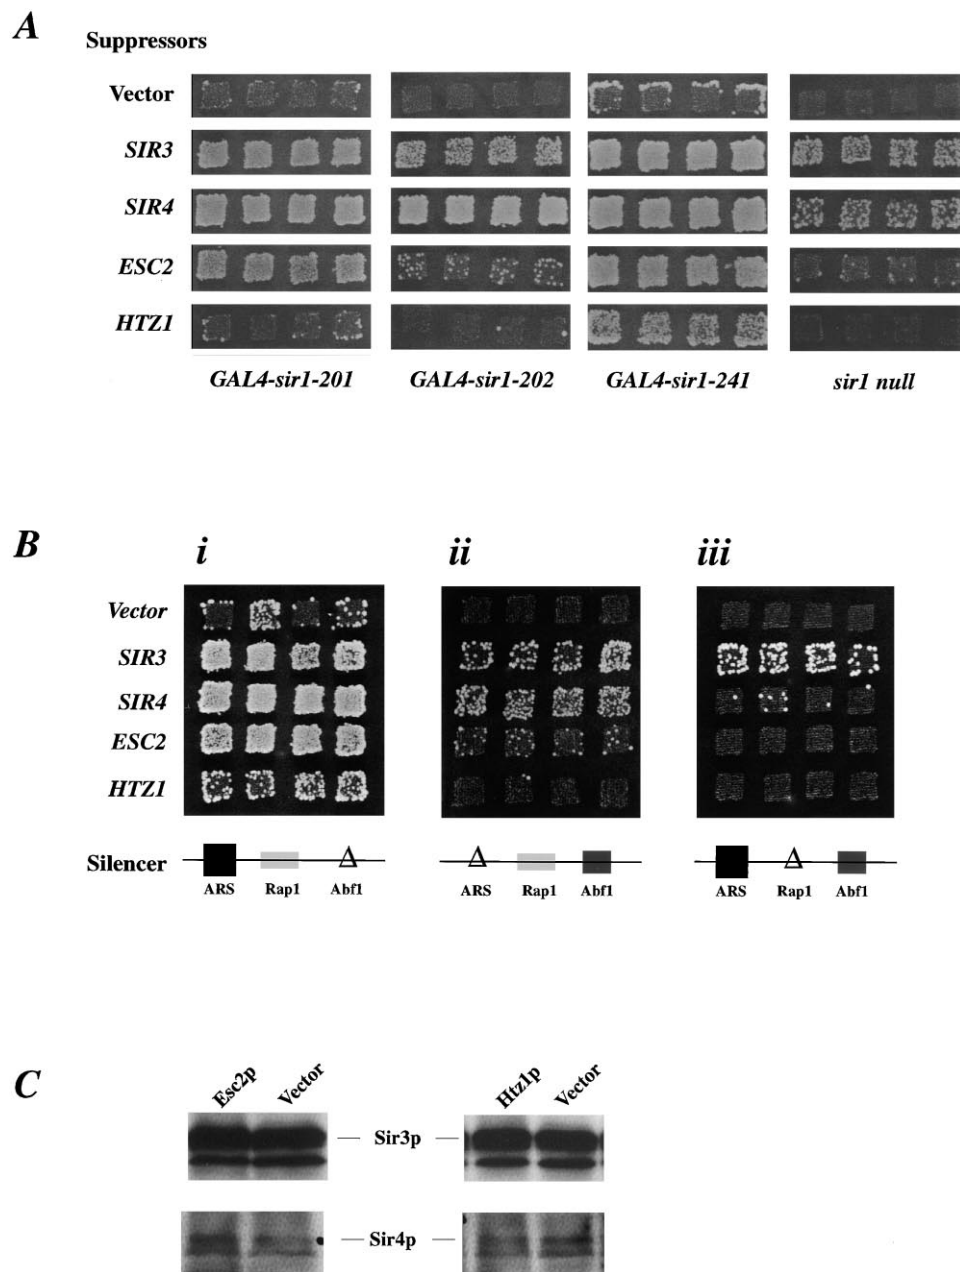 A
Suppressors
Vector
SIR3
SIR4
ESC2
HTZ1
GAL4-sir1-201 GAL4-sir1-202 GAL4-sir1-241 sir1 null
B
i ii iii
Vector
SIR3
SIR4
ESC2
HTZ1
Silencer Δ Δ Δ
ARS Rap1 Abf1 ARS Rap1 Abf1 ARS Rap1 Abf1
C
Esc2p Vector Htz1p Vector
Sir3p
Sir4p